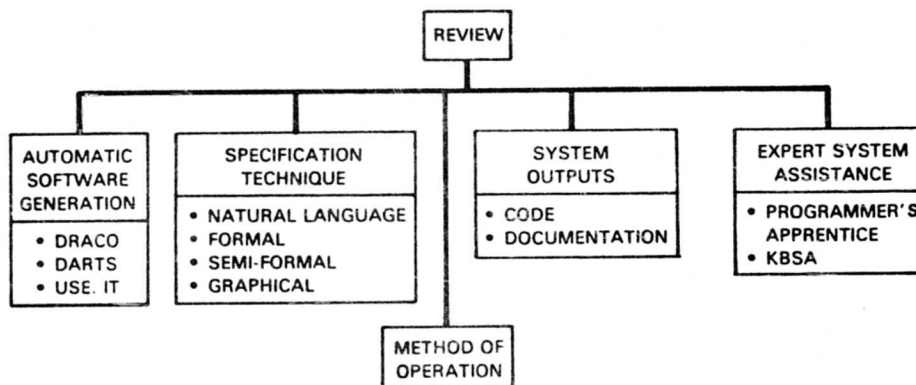 REVIEW
AUTOMATIC
SOFTWARE
GENERATION
• DRACO
• DARTS
• USE. IT
SPECIFICATION
TECHNIQUE
• NATURAL LANGUAGE
• FORMAL
• SEMI-FORMAL
• GRAPHICAL
METHOD OF
OPERATION
SYSTEM
OUTPUTS
• CODE
• DOCUMENTATION
EXPERT SYSTEM
ASSISTANCE
• PROGRAMMER'S
APPRENTICE
• KBSA